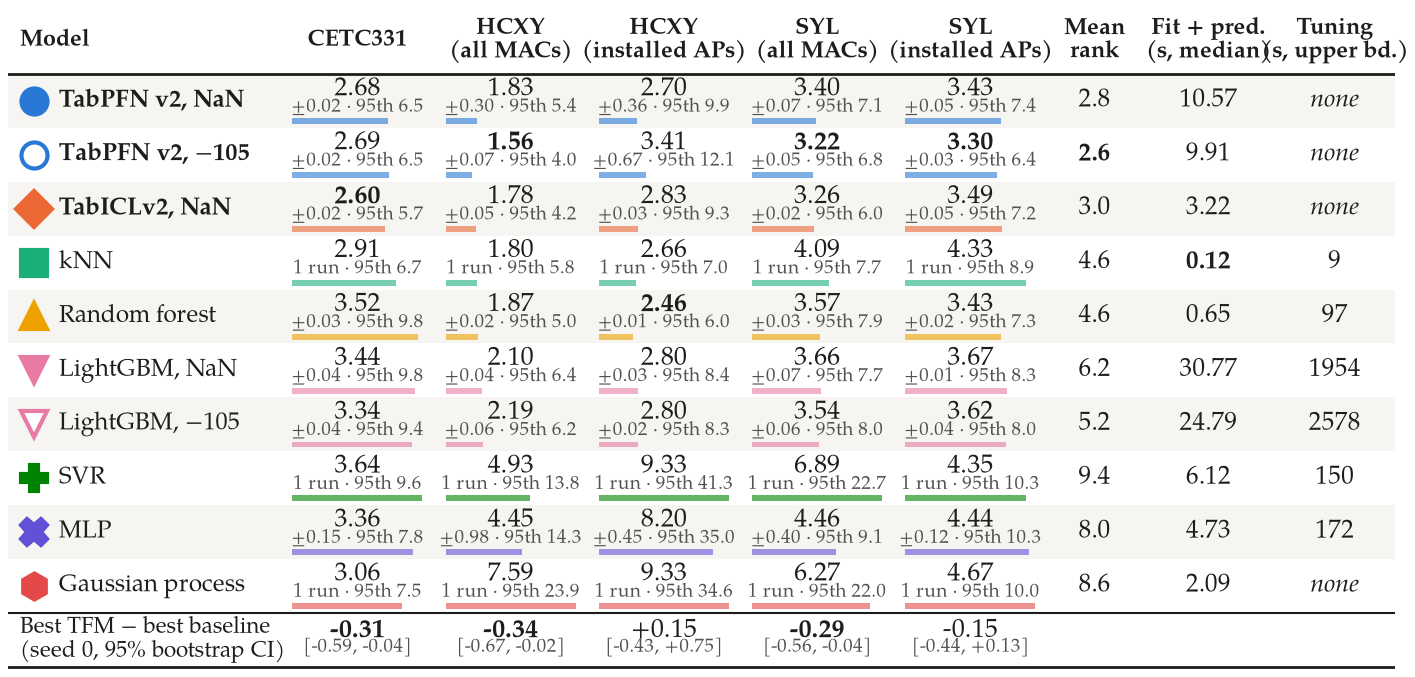 Model CETC331 HCXY (all MACs) HCXY (installed APs) SYL (all MACs) SYL (installed APs) Mean rank Fit + pred. (s, median) Tuning (s, upper bd.)
TabPFN v2, NaN 2.68 1.83 2.70 3.40 3.43 2.8 10.57 none
±0.02 · 95th 6.5 ±0.30 · 95th 5.4 ±0.36 · 95th 9.9 ±0.07 · 95th 7.1 ±0.05 · 95th 7.4
TabPFN v2, −105 2.69 1.56 3.41 3.22 3.30 2.6 9.91 none
±0.02 · 95th 6.5 ±0.07 · 95th 4.0 ±0.67 · 95th 12.1 ±0.05 · 95th 6.8 ±0.03 · 95th 6.4
TabICLv2, NaN 2.60 1.78 2.83 3.26 3.49 3.0 3.22 none
±0.02 · 95th 5.7 ±0.05 · 95th 4.2 ±0.03 · 95th 9.3 ±0.02 · 95th 6.0 ±0.05 · 95th 7.2
kNN 2.91 1.80 2.66 4.09 4.33 4.6 0.12 9
1 run · 95th 6.7 1 run · 95th 5.8 1 run · 95th 7.0 1 run · 95th 7.7 1 run · 95th 8.9
Random forest 3.52 1.87 2.46 3.57 3.43 4.6 0.65 97
±0.03 · 95th 9.8 ±0.02 · 95th 5.0 ±0.01 · 95th 6.0 ±0.03 · 95th 7.9 ±0.02 · 95th 7.3
LightGBM, NaN 3.44 2.10 2.80 3.66 3.67 6.2 30.77 1954
±0.04 · 95th 9.8 ±0.04 · 95th 6.4 ±0.03 · 95th 8.4 ±0.07 · 95th 7.7 ±0.01 · 95th 8.3
LightGBM, −105 3.34 2.19 2.80 3.54 3.62 5.2 24.79 2578
±0.04 · 95th 9.4 ±0.06 · 95th 6.2 ±0.02 · 95th 8.3 ±0.06 · 95th 8.0 ±0.04 · 95th 8.0
SVR 3.64 4.93 9.33 6.89 4.35 9.4 6.12 150
1 run · 95th 9.6 1 run · 95th 13.8 1 run · 95th 41.3 1 run · 95th 22.7 1 run · 95th 10.3
MLP 3.36 4.45 8.20 4.46 4.44 8.0 4.73 172
±0.15 · 95th 7.8 ±0.98 · 95th 14.3 ±0.45 · 95th 35.0 ±0.40 · 95th 9.1 ±0.12 · 95th 10.3
Gaussian process 3.06 7.59 9.33 6.27 4.67 8.6 2.09 none
1 run · 95th 7.5 1 run · 95th 23.9 1 run · 95th 34.6 1 run · 95th 22.0 1 run · 95th 10.0
Best TFM − best baseline -0.31 -0.34 +0.15 -0.29 -0.15
(seed 0, 95% bootstrap CI) [-0.59, -0.04] [-0.67, -0.02] [-0.43, +0.75] [-0.56, -0.04] [-0.44, +0.13]